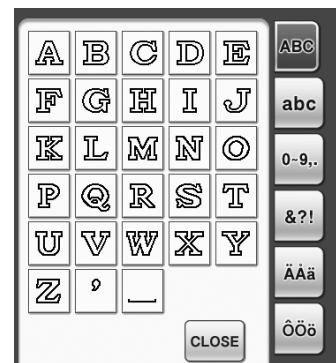 A B C D E
F G H I J
K L M N O
P Q R S T
U V W X Y
Z ’ _
CLOSE
ABC
abc
0~9,.
&?!
ÄÅä
ÔÖö